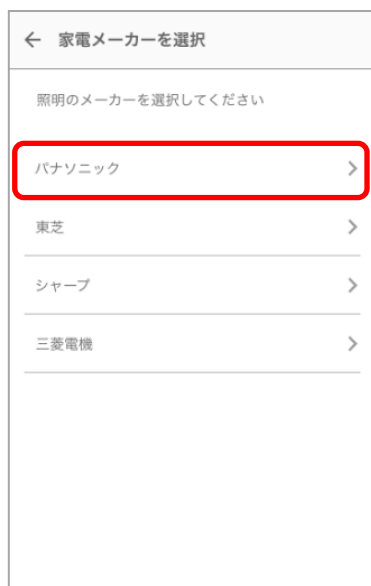 ← 家電メーカーを選択
照明のメーカーを選択してください
パナソニック
東芝
シャープ
三菱電機